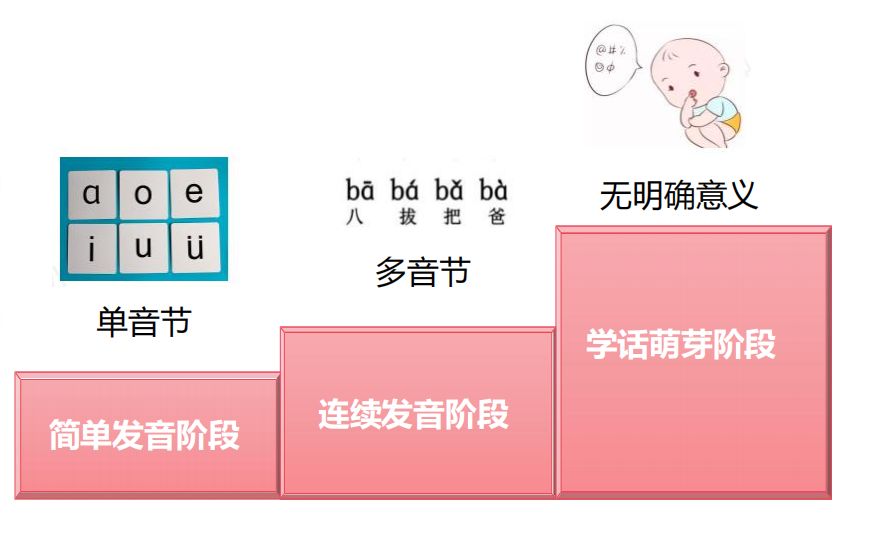 ɑ o e
i u ü
单音节
简单发音阶段
bā bá bǎ bà
八 拔 把 爸
多音节
连续发音阶段
@#%
无明确意义
学话萌芽阶段